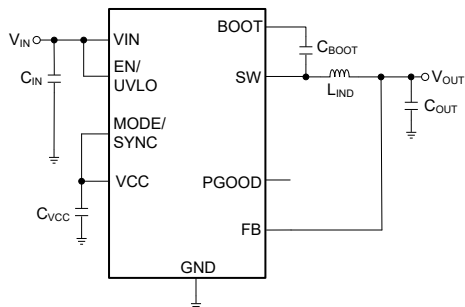 BOOT
VIN VIN
CBOOT
EN/
UVLO
CIN
SW
VOUT
LIND
COUT
MODE/
SYNC
VCC
PGOOD
CVCC
FB
GND